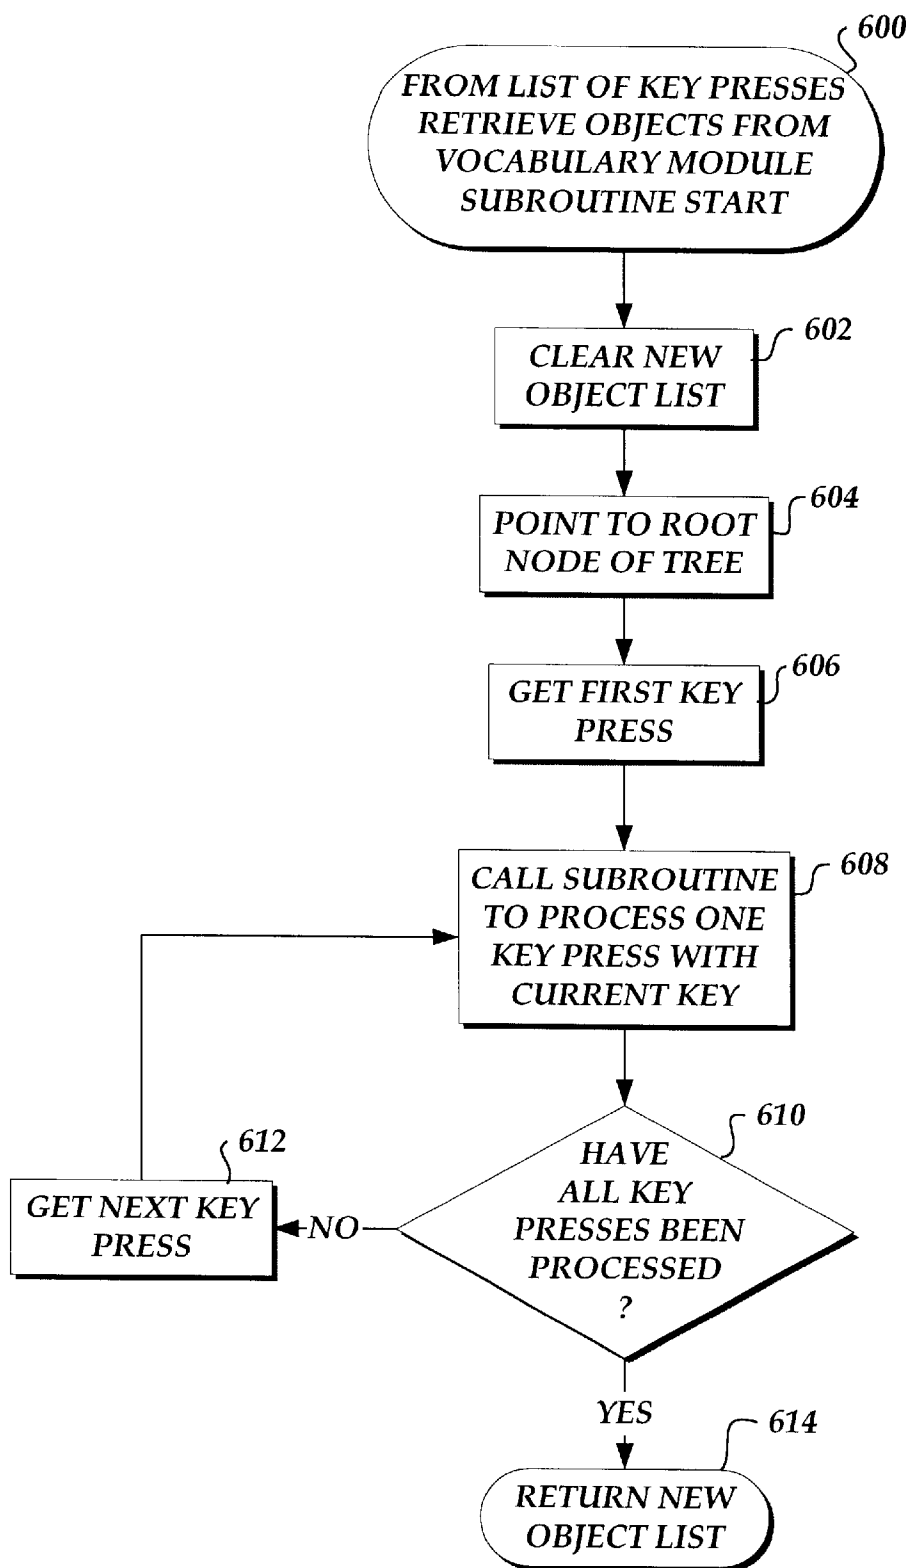 600
FROM LIST OF KEY PRESSES
RETRIEVE OBJECTS FROM
VOCABULARY MODULE
SUBROUTINE START
602
CLEAR NEW
OBJECT LIST
604
POINT TO ROOT
NODE OF TREE
606
GET FIRST KEY
PRESS
608
CALL SUBROUTINE
TO PROCESS ONE
KEY PRESS WITH
CURRENT KEY
610
HAVE
ALL KEY
PRESSES BEEN
PROCESSED
?
612
GET NEXT KEY
PRESS
NO
YES
614
RETURN NEW
OBJECT LIST